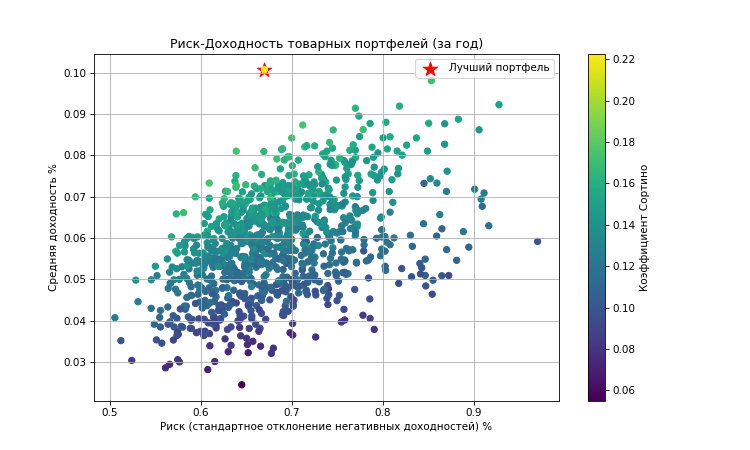 Риск-Доходность товарных портфелей (за год)
Лучший портфель
0.10
0.09
0.08
0.07
0.06
0.05
0.04
0.03
Средняя доходность %
0.5 0.6 0.7 0.8 0.9
Риск (стандартное отклонение негативных доходностей) %
0.22
0.20
0.18
0.16
0.14
0.12
0.10
0.08
0.06
Коэффициент Сортино